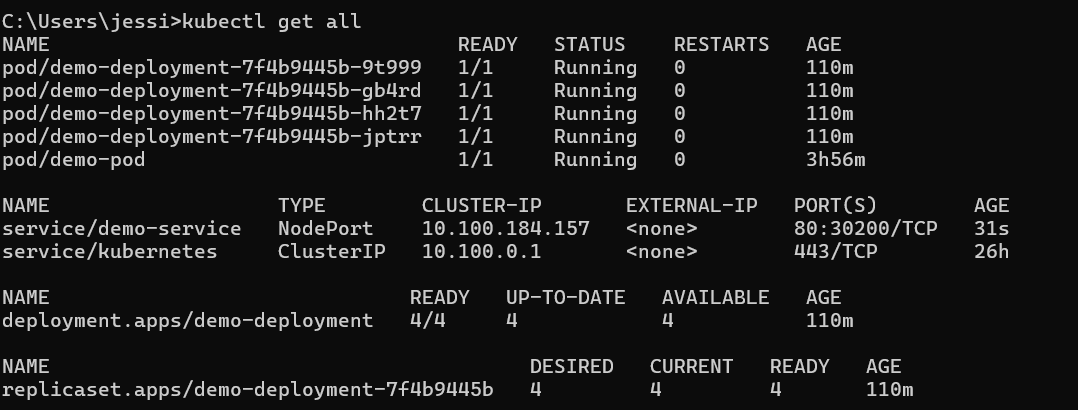 C:\Users\jessi>kubectl get all
NAME READY STATUS RESTARTS AGE
pod/demo-deployment-7f4b9445b-9t999 1/1 Running 0 110m
pod/demo-deployment-7f4b9445b-gb4rd 1/1 Running 0 110m
pod/demo-deployment-7f4b9445b-hh2t7 1/1 Running 0 110m
pod/demo-deployment-7f4b9445b-jptrr 1/1 Running 0 110m
pod/demo-pod 1/1 Running 0 3h56m
NAME TYPE CLUSTER-IP EXTERNAL-IP PORT(S) AGE
service/demo-service NodePort 10.100.184.157 <none> 80:30200/TCP 31s
service/kubernetes ClusterIP 10.100.0.1 <none> 443/TCP 26h
NAME READY UP-TO-DATE AVAILABLE AGE
deployment.apps/demo-deployment 4/4 4 4 110m
NAME DESIRED CURRENT READY AGE
replicaset.apps/demo-deployment-7f4b9445b 4 4 4 110m